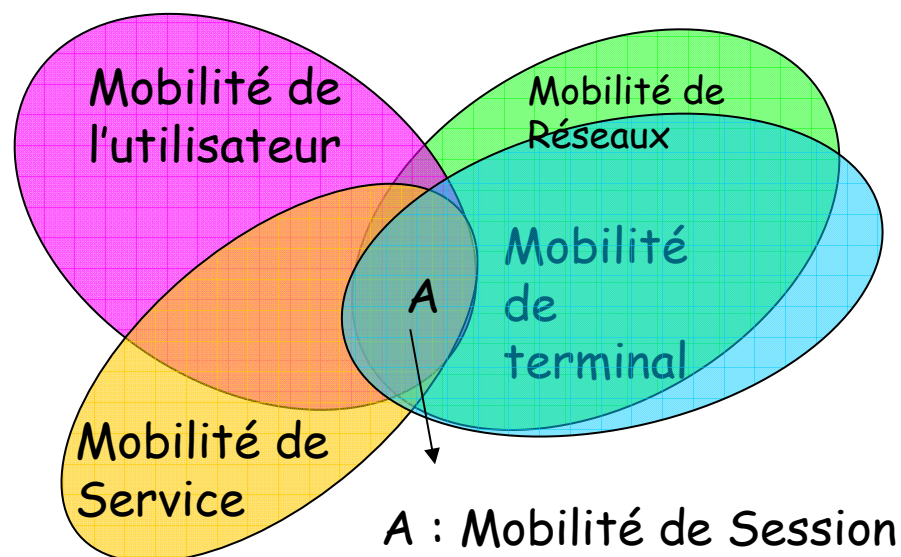 Mobilité de
l'utilisateur
Mobilité de
Réseaux
Mobilité
de
terminal
A
Mobilité de
Service
A : Mobilité de Session